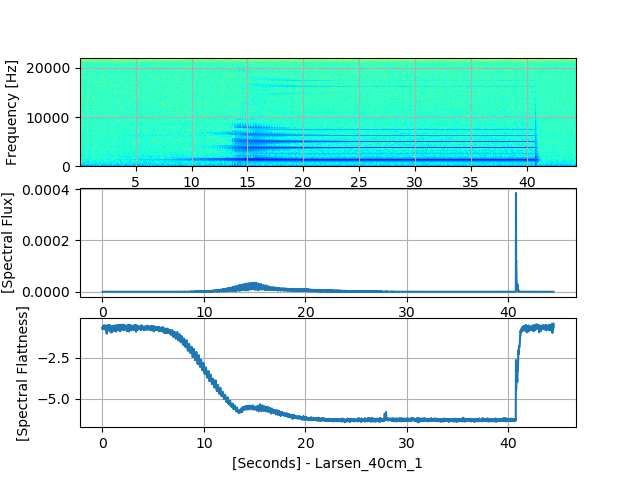 Frequency [Hz]
20000
10000
0
5 10 15 20 25 30 35 40
[Spectral Flux]
0.0004
0.0002
0.0000
0 10 20 30 40
[Spectral Flattness]
−2.5
−5.0
0 10 20 30 40
[Seconds] - Larsen_40cm_1